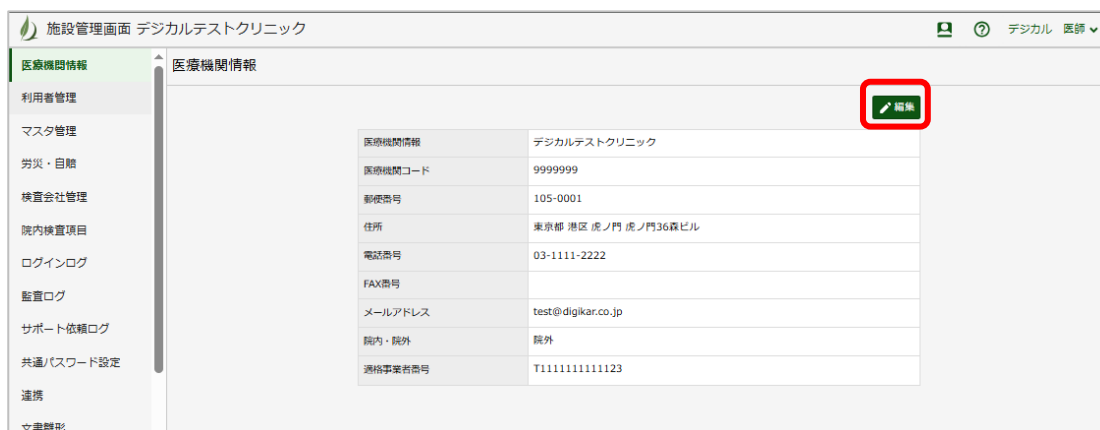 施設管理画面 デジカルテストクリニック
デジカル 医師
医療機関情報
利用者管理
マスタ管理
労災・自賠
検査会社管理
院内検査項目
ログインログ
監査ログ
サポート依頼ログ
共通パスワード設定
連携
文書雛形
医療機関情報
編集
医療機関情報 デジカルテストクリニック
医療機関コード 9999999
郵便番号 105-0001
住所 東京都 港区 虎ノ門 虎ノ門36森ビル
電話番号 03-1111-2222
FAX番号
メールアドレス test@digikar.co.jp
院内・院外 院外
適格事業者番号 T1111111111123